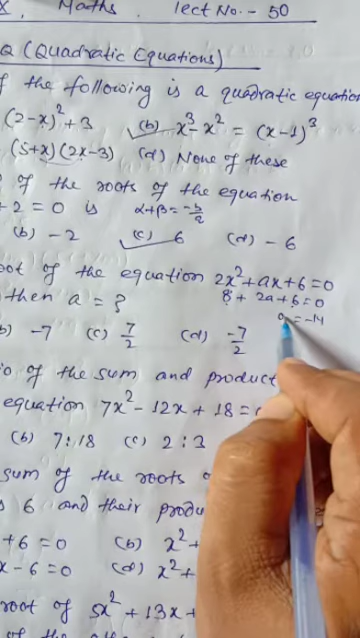 X. Maths. lect No. - 50
Q (Quadratic Equations)
f the following is a quadratic equation
(2-x)² + 3 (b) x³ - x² = (x-1)³
(5+x)(2x-3) (d) None of these
of the roots of the equation
+ 2 = 0 is α+β =
(b) -2 (c) 6 (d) -6
oot of the equation 2x² + ax + 6 = 0
then a = ? 8 + 2a + 6 = 0
b) -7 (c) 7/2 (d) -7/2 = -14
io of the sum and product
equation 7x² - 12x + 18 =
(b) 7:18 (c) 2:3
sum of the roots
6 and their produ
+ 6 = 0 (b) x² +
x - 6 = 0 (d) x² +
root of 5x² + 13x +
of the